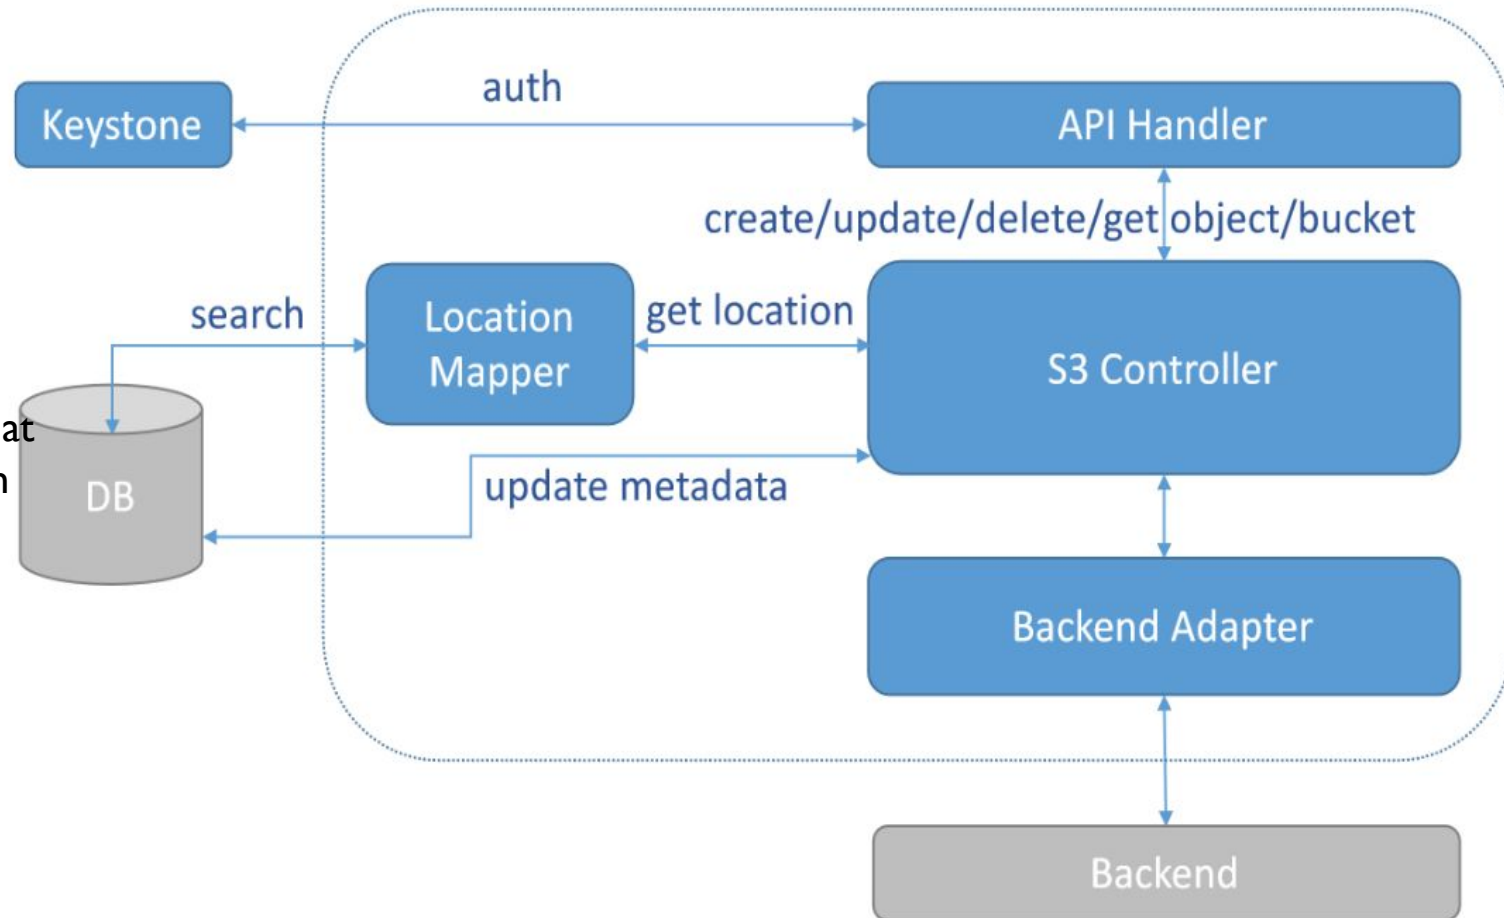 auth
Keystone
API Handler
create/update/delete/get object/bucket
search
Location
Mapper
get location
S3 Controller
at
DB
update metadata
Backend Adapter
Backend